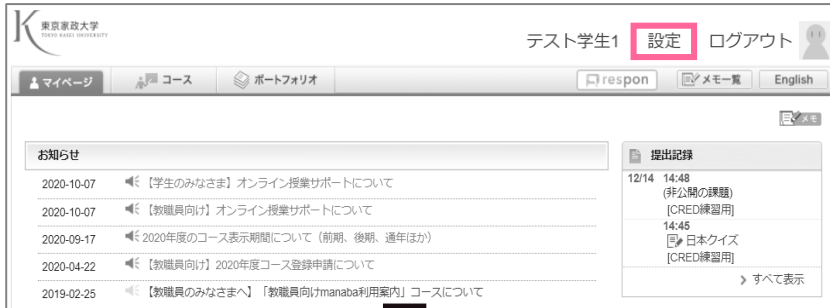 東京家政大学
TOKYO KASEI UNIVERSITY
テスト学生1 設定 ログアウト
マイページ コース ポートフォリオ respon メモ一覧 English
メモ
お知らせ
2020-10-07 【学生のみなさま】オンライン授業サポートについて
2020-10-07 【教職員向け】オンライン授業サポートについて
2020-09-17 2020年度のコース表示期間について（前期、後期、通年ほか）
2020-04-22 【教職員向け】2020年度コース登録申請について
2019-02-25 【教職員のみなさまへ】「教職員向けmanaba利用案内」コースについて
提出記録
12/14 14:48
(非公開の課題)
[CRED練習用]
14:45
日本クイズ
[CRED練習用]
すべて表示